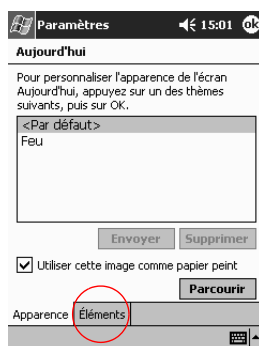 Paramètres 15:01 ok
Aujourd'hui
Pour personnaliser l'apparence de l'écran
Aujourd'hui, appuyez sur un des thèmes
suivants, puis sur OK.
<Par défaut>
Feu
Envoyer Supprimer
Utiliser cette image comme papier peint
Parcourir
Apparence Éléments